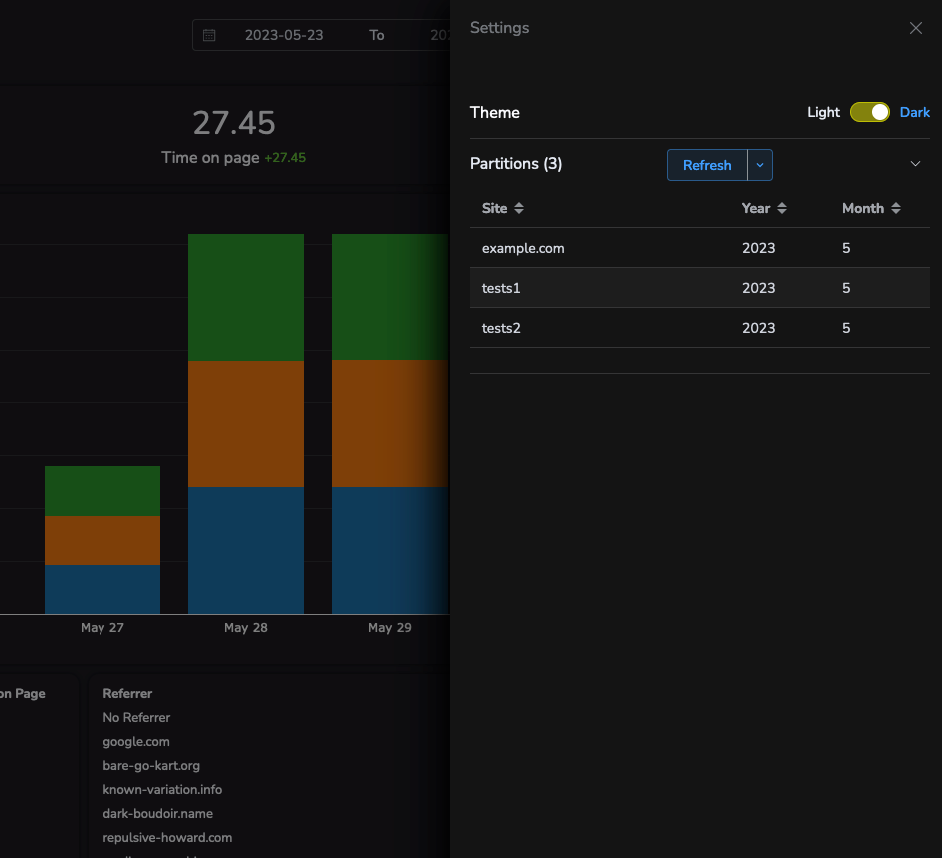 2023-05-23 To
27.45
Time on page +27.45
May 27 May 28 May 29
on Page
Referrer
No Referrer
google.com
bare-go-kart.org
known-variation.info
dark-boudoir.name
repulsive-howard.com
Settings
Theme Light Dark
Partitions (3) Refresh
Site Year Month
example.com 2023 5
tests1 2023 5
tests2 2023 5